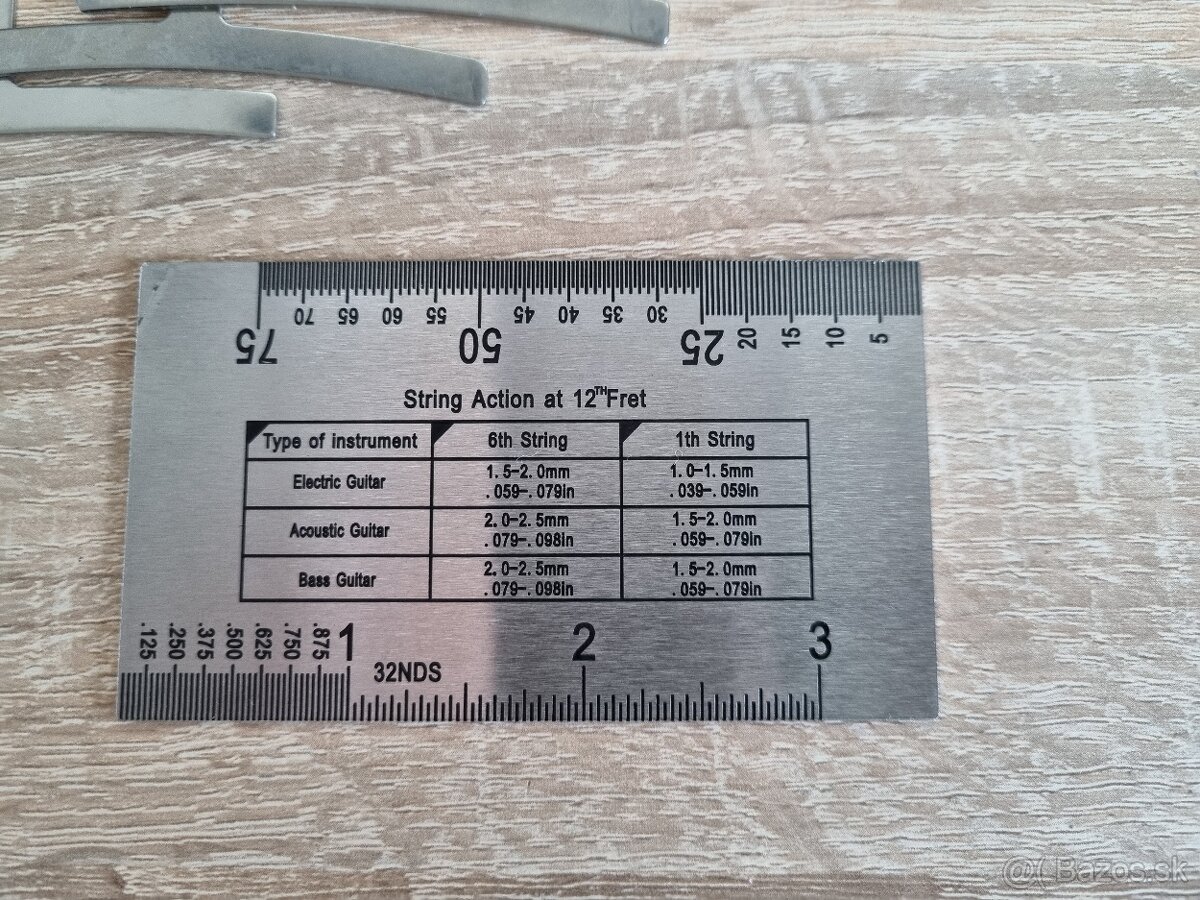 70 65 60 55 45 40 35 30
75 50 25 20 15 10 5
String Action at 12TH Fret
Type of instrument 6th String 1th String
Electric Guitar 1.5-2.0mm 1.0-1.5mm
.059-.079in .039-.059in
Acoustic Guitar 2.0-2.5mm 1.5-2.0mm
.079-.098in .059-.079in
Bass Guitar 2.0-2.5mm 1.5-2.0mm
.079-.098in .059-.079in
.125 .250 .375 .500 .625 .750 .875 1 2 3
32NDS
@( Bazos.sk